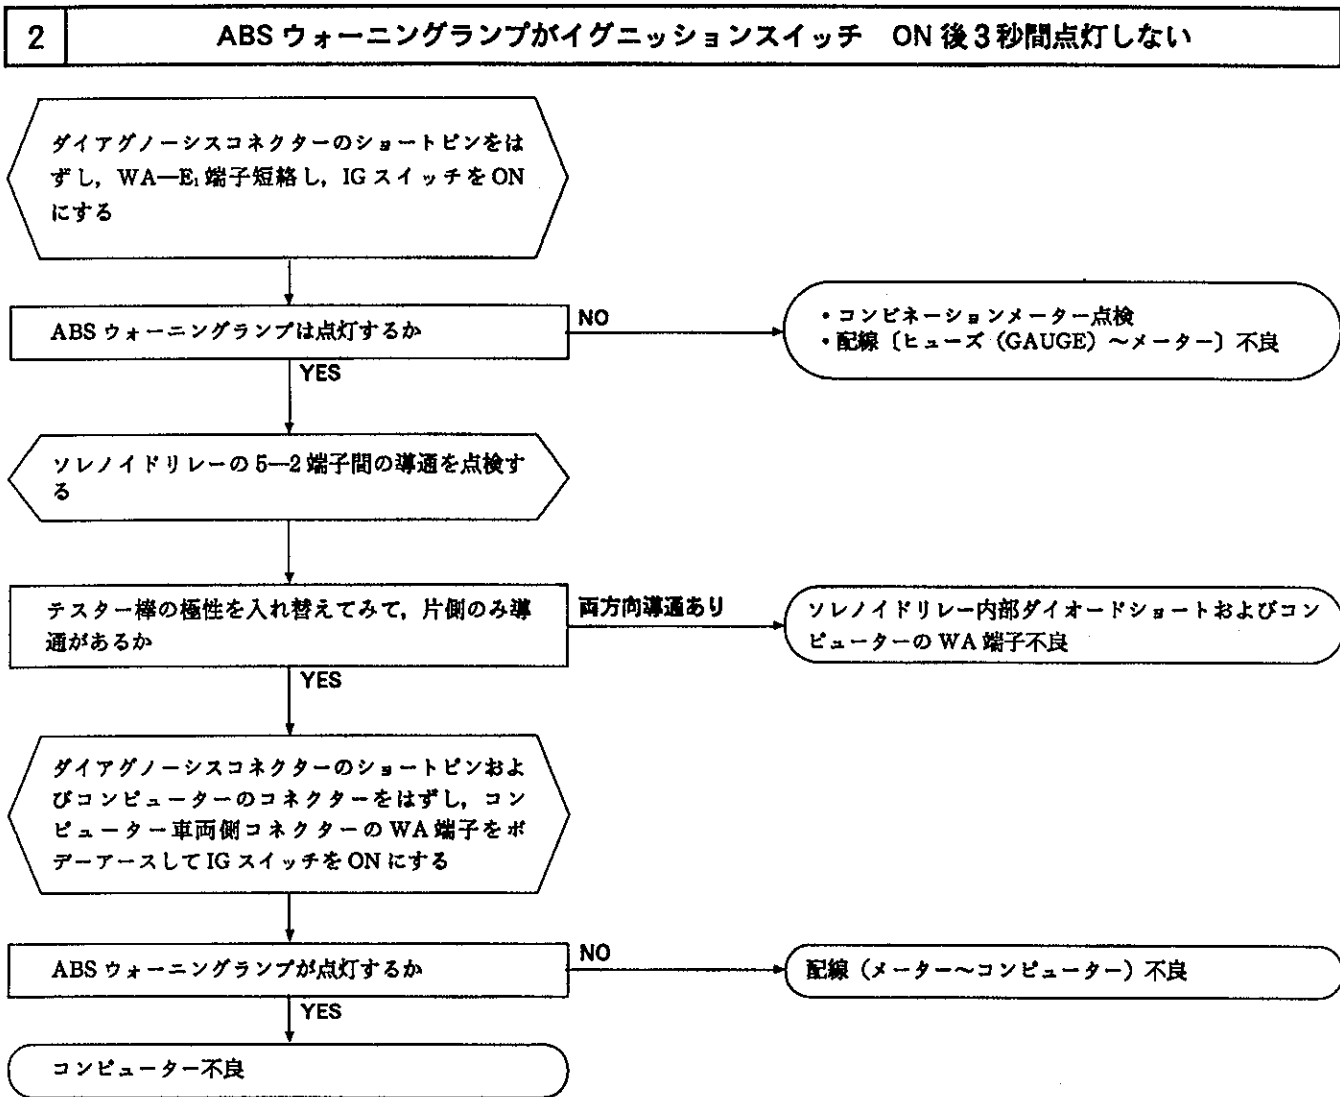 2
ABS ウォーニングランプがイグニッションスイッチ ON 後3秒間点灯しない
ダイアグノーシスコネクターのショートピンをは
ずし，WA—E₁ 端子短絡し，IG スイッチを ON
にする
ABS ウォーニングランプは点灯するか
NO
・コンビネーションメーター点検
・配線〔ヒューズ（GAUGE）～メーター〕不良
YES
ソレノイドリレーの 5—2 端子間の導通を点検す
る
テスター棒の極性を入れ替えてみて，片側のみ導
通があるか
両方向導通あり
ソレノイドリレー内部ダイオードショートおよびコン
ピューターの WA 端子不良
YES
ダイアグノーシスコネクターのショートピンおよ
びコンピューターのコネクターをはずし，コン
ピューター車両側コネクターの WA 端子をボ
デーアースして IG スイッチを ON にする
ABS ウォーニングランプが点灯するか
NO
配線（メーター～コンピューター）不良
YES
コンピューター不良